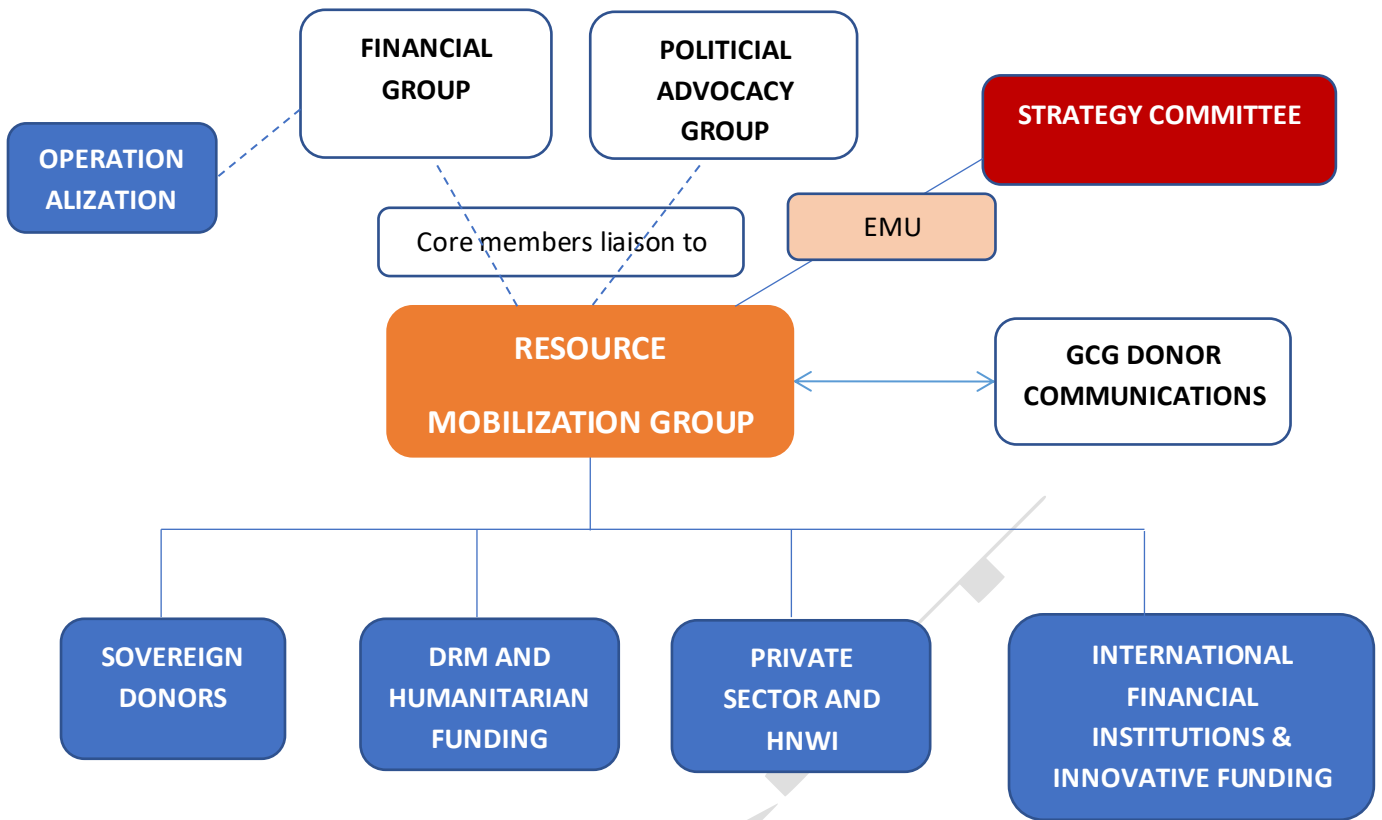 FINANCIAL
GROUP
POLITICIAL
ADVOCACY
GROUP
STRATEGY COMMITTEE
OPERATION
ALIZATION
Core members liaison to
EMU
RESOURCE
MOBILIZATION GROUP
GCG DONOR
COMMUNICATIONS
SOVEREIGN
DONORS
DRM AND
HUMANITARIAN
FUNDING
PRIVATE
SECTOR AND
HNWI
INTERNATIONAL
FINANCIAL
INSTITUTIONS &
INNOVATIVE FUNDING